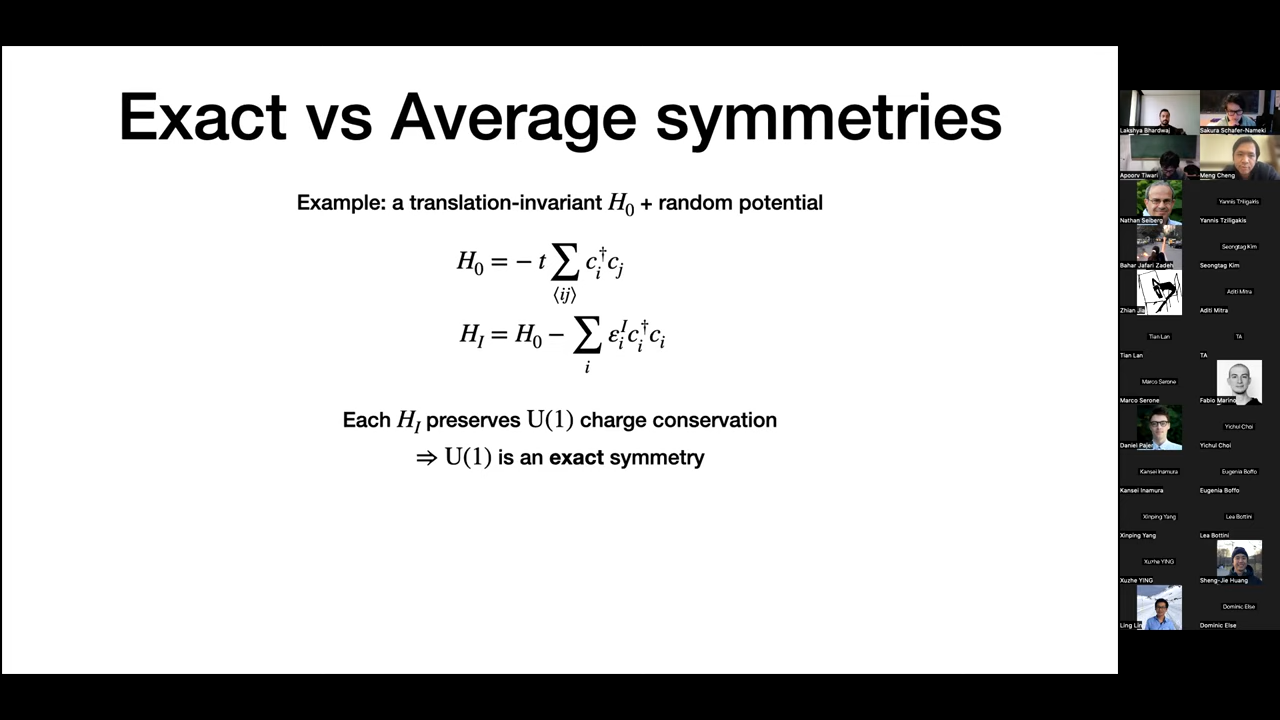 Exact vs Average symmetries
Example: a translation-invariant H₀ + random potential
H₀ = − t ∑ cᵢ†cⱼ
⟨ij⟩
H_I = H₀ − ∑ εᵢᴵcᵢ†cᵢ
i
Each H_I preserves U(1) charge conservation
⇒ U(1) is an exact symmetry
Lakshya Bhardwaj
Sakura Schafer-Nameki
Apoorv Tiwari
Meng Cheng
Nathan Seiberg
Yannis Tziligakis
Yannis Tziligakis
Bahar Jafari Zadeh
Seongtag Kim
Seongtag Kim
Zhian Jia
Aditi Mitra
Aditi Mitra
Tian Lan
Tian Lan
TA
TA
Marco Serone
Marco Serone
Fabio Marino
Daniel Pajer
Yichul Choi
Yichul Choi
Kansei Inamura
Kansei Inamura
Eugenia Boffo
Eugenia Boffo
Xinping Yang
Xinping Yang
Lea Bottini
Lea Bottini
Xuzhe YING
Xuzhe YING
Sheng-Jie Huang
Ling Lin
Dominic Else
Dominic Else